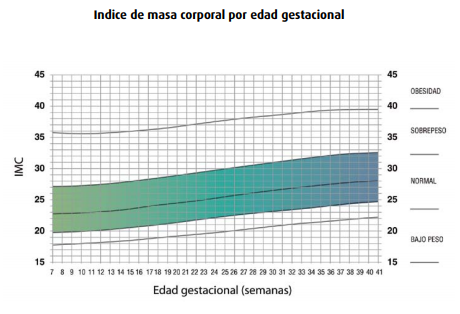 Indice de masa corporal por edad gestacional
45 45
OBESIDAD
40 40
SOBREPESO
35 35
30 30
IMC
NORMAL
25 25
20 20
BAJO PESO
15 15
7 8 9 10 11 12 13 14 15 16 17 18 19 20 21 22 23 24 25 26 27 28 29 30 31 32 33 34 35 36 37 38 39 40 41
Edad gestacional (semanas)